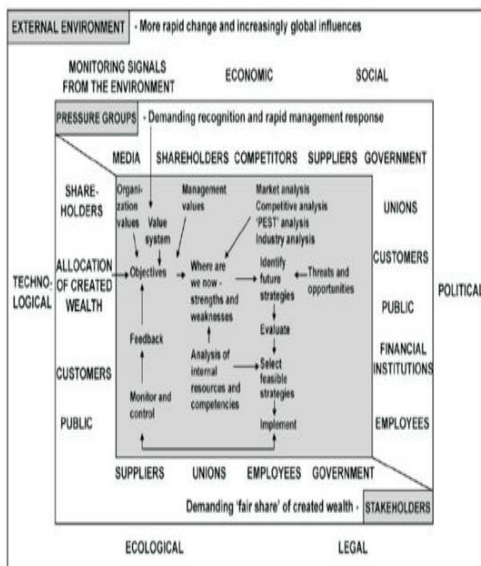 EXTERNAL ENVIRONMENT - More rapid change and increasingly global influences
MONITORING SIGNALS
FROM THE ENVIRONMENT
ECONOMIC
SOCIAL
PRESSURE GROUPS - Demanding recognition and rapid management response
MEDIA SHAREHOLDERS COMPETITORS SUPPLIERS GOVERNMENT
SHARE-
HOLDERS
Organi-
zation
values
Value
system
Management
values
Market analysis
Competitive analysis
'PEST' analysis
Industry analysis
UNIONS
TECHNO-
LOGICAL
ALLOCATION
OF CREATED
WEALTH
Objectives
Where are
we now -
strengths and
weaknesses
Identify
future
strategies
Threats and
opportunities
CUSTOMERS
POLITICAL
PUBLIC
Feedback
Evaluate
FINANCIAL
INSTITUTIONS
Analysis of
internal
resources and
competencies
Select
feasible
strategies
CUSTOMERS
Monitor and
control
PUBLIC
Implement
EMPLOYEES
SUPPLIERS UNIONS EMPLOYEES GOVERNMENT
Demanding 'fair share' of created wealth - STAKEHOLDERS
ECOLOGICAL
LEGAL